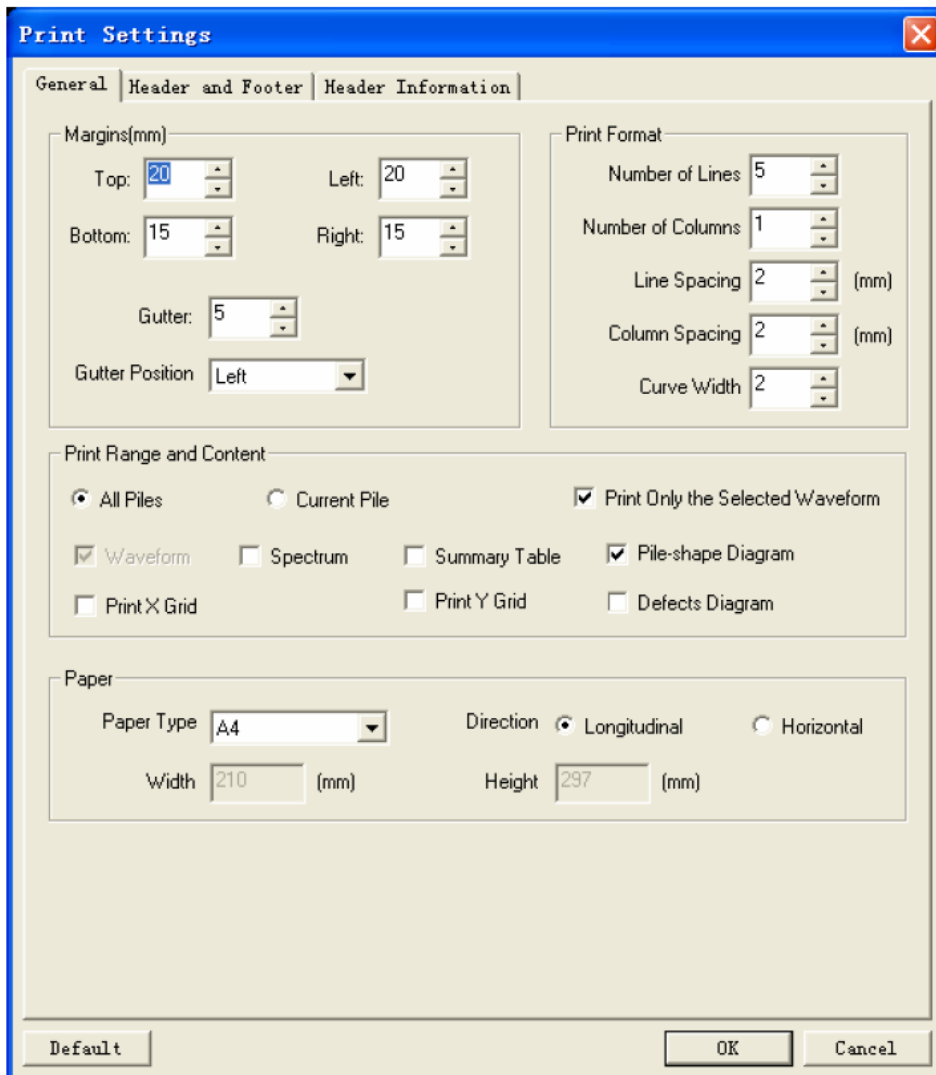 Print Settings
General Header and Footer Header Information
Margins(mm)
Top: 20 Left: 20
Bottom: 15 Right: 15
Gutter: 5
Gutter Position Left
Print Format
Number of Lines 5
Number of Columns 1
Line Spacing 2 (mm)
Column Spacing 2 (mm)
Curve Width 2
Print Range and Content
All Piles Current Pile Print Only the Selected Waveform
Waveform Spectrum Summary Table Pile-shape Diagram
Print X Grid Print Y Grid Defects Diagram
Paper
Paper Type A4 Direction Longitudinal Horizontal
Width 210 (mm) Height 297 (mm)
Default OK Cancel